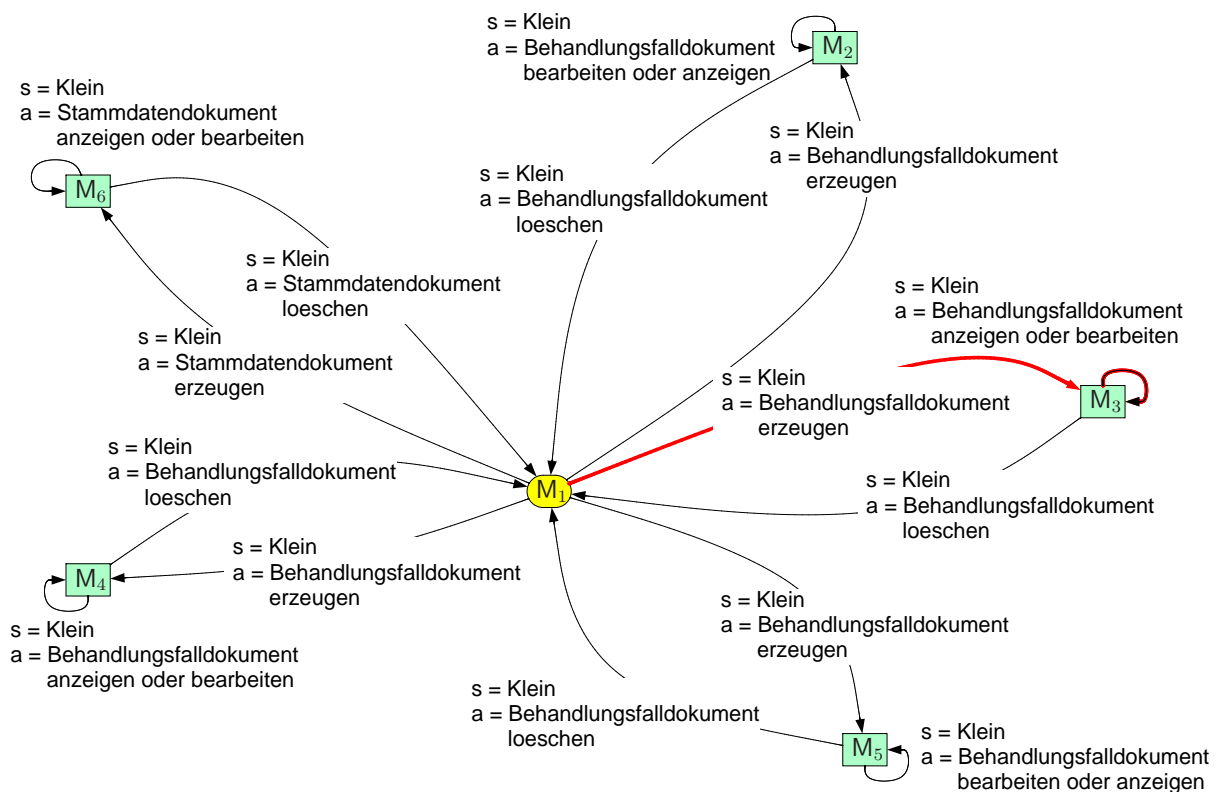 s = Klein
a = Behandlungsfalldokument
bearbeiten oder anzeigen
M2
s = Klein
a = Stammdatendokument
anzeigen oder bearbeiten
M6
s = Klein
a = Behandlungsfalldokument
erzeugen
s = Klein
a = Behandlungsfalldokument
loeschen
s = Klein
a = Stammdatendokument
loeschen
s = Klein
a = Behandlungsfalldokument
anzeigen oder bearbeiten
M3
s = Klein
a = Stammdatendokument
erzeugen
s = Klein
a = Behandlungsfalldokument
erzeugen
s = Klein
a = Behandlungsfalldokument
loeschen
M1
s = Klein
a = Behandlungsfalldokument
loeschen
M4
s = Klein
a = Behandlungsfalldokument
erzeugen
s = Klein
a = Behandlungsfalldokument
anzeigen oder bearbeiten
s = Klein
a = Behandlungsfalldokument
erzeugen
s = Klein
a = Behandlungsfalldokument
loeschen
M5
s = Klein
a = Behandlungsfalldokument
bearbeiten oder anzeigen